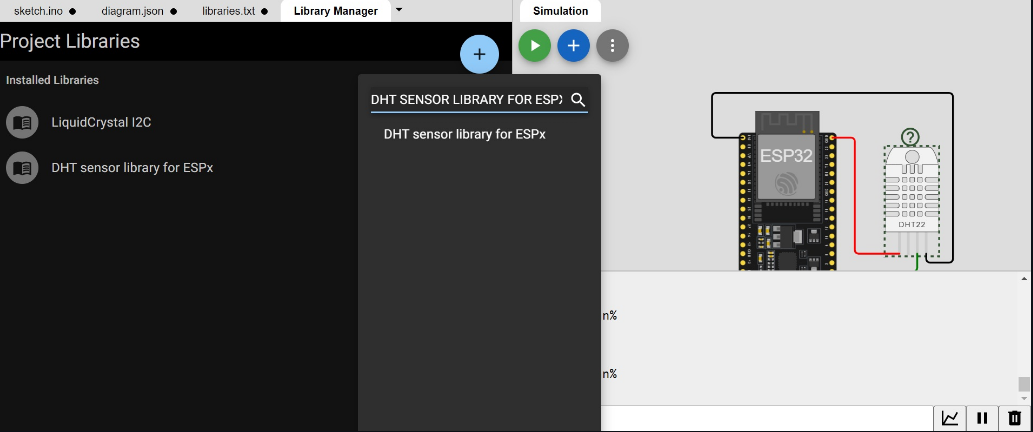 sketch.ino
diagram.json
libraries.txt
Library Manager
Simulation
Project Libraries
Installed Libraries
LiquidCrystal I2C
DHT sensor library for ESPx
DHT SENSOR LIBRARY FOR ESPX
DHT sensor library for ESPx
ESP32
?
DHT22
n%
n%